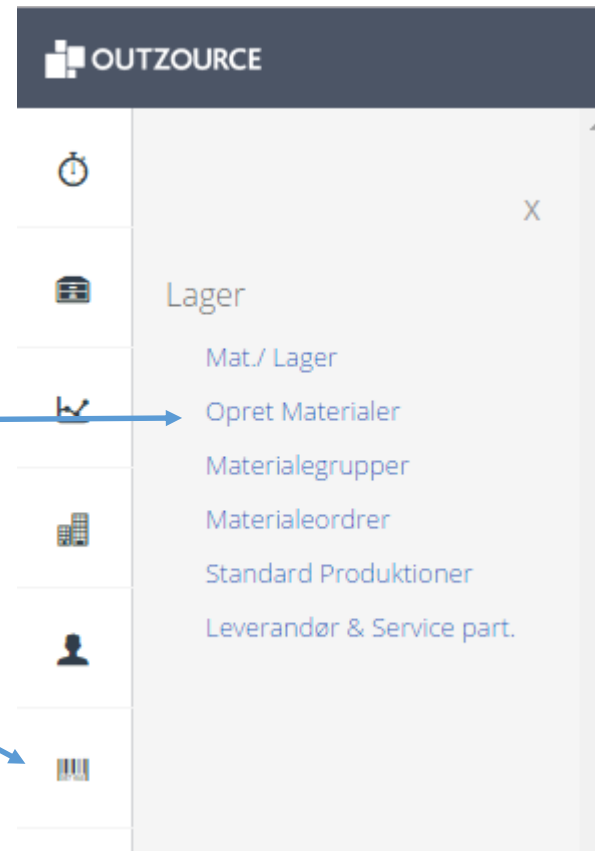 OUTZOURCE
X
Lager
Mat./ Lager
Opret Materialer
Materialegrupper
Materialeordrer
Standard Produktioner
Leverandør & Service part.